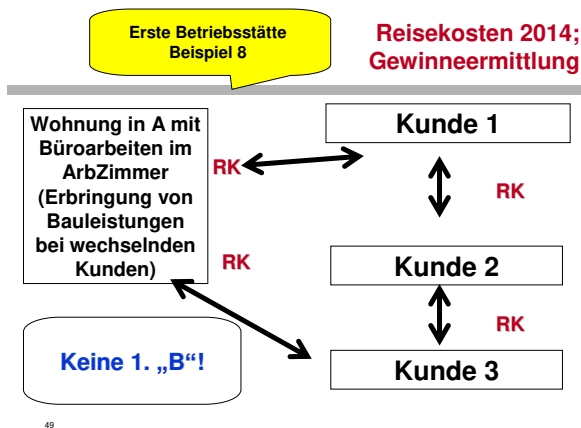 Erste Betriebsstätte
Beispiel 8
Reisekosten 2014;
Gewinneermittlung
Wohnung in A mit
Büroarbeiten im
ArbZimmer
(Erbringung von
Bauleistungen
bei wechselnden
Kunden)
RK
Kunde 1
RK
RK
Kunde 2
RK
Keine 1. „B“!
Kunde 3
49